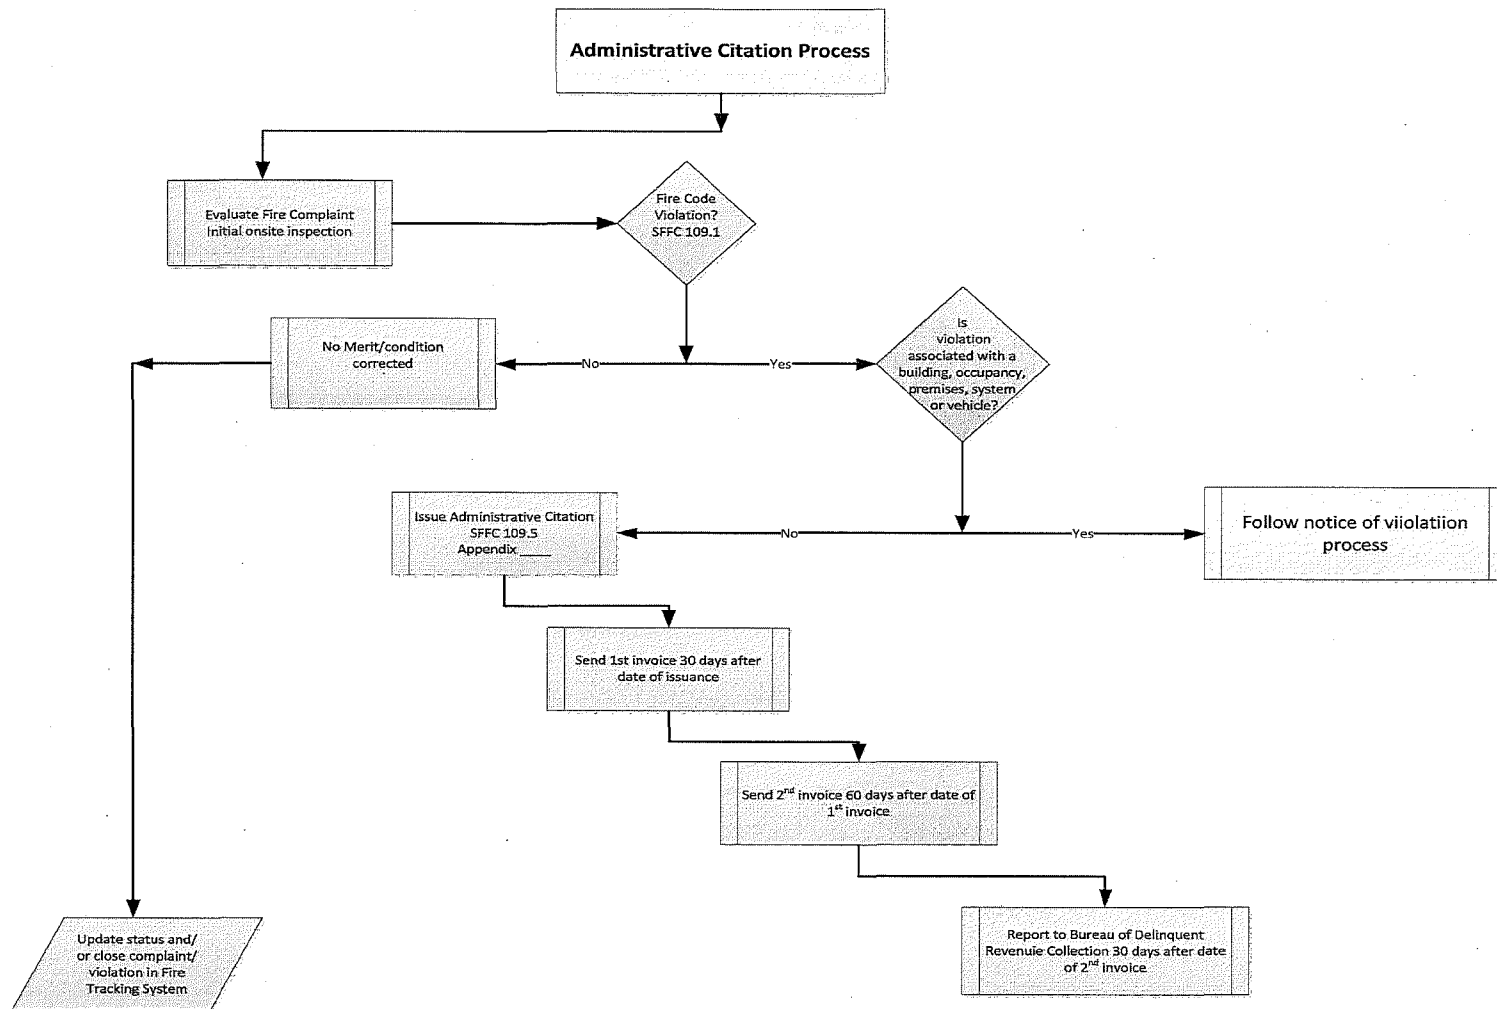 Administrative Citation Process
Evaluate Fire Complaint
Initial onsite inspection
Fire Code
Violation?
SFFC 109.1
No Merit/condition
corrected
No
Yes
Is
violation
associated with a
building, occupancy,
premises, system
or vehicle?
Issue Administrative Citation
SFFC 109.5
Appendix _____
No
Yes
Follow notice of viiolatiion
process
Send 1st invoice 30 days after
date of issuance
Send 2nd invoice 60 days after date of
1st invoice
Report to Bureau of Delinquent
Revenuie Collection 30 days after date
of 2nd invoice
Update status and/
or close complaint/
violation in Fire
Tracking System